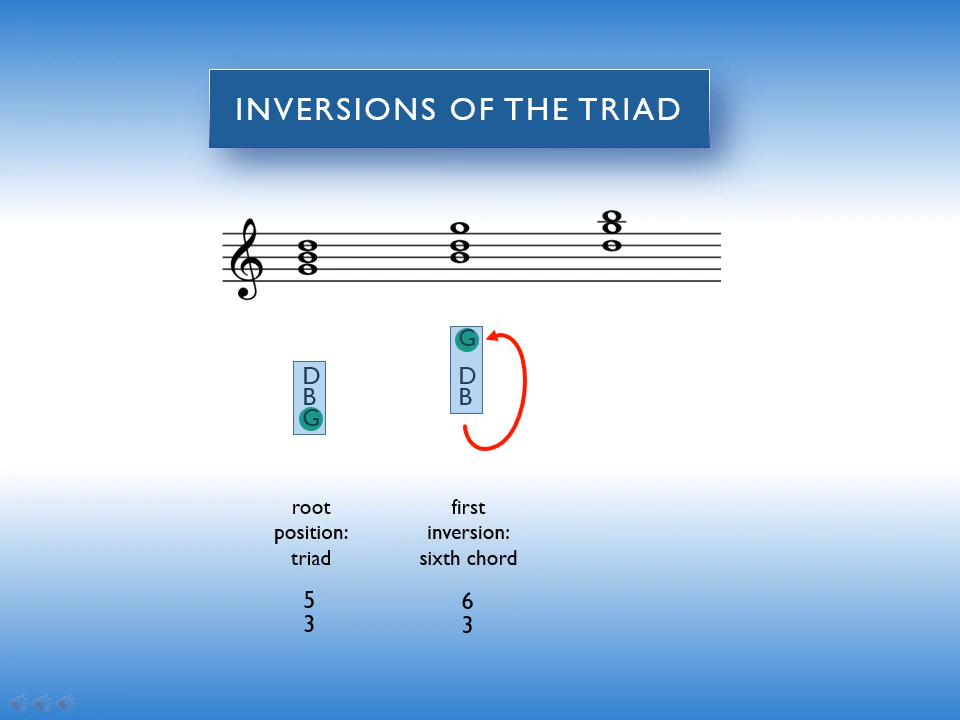 INVERSIONS OF THE TRIAD
D
B
G
G
D
B
root
position:
triad
5
3
first
inversion:
sixth chord
6
3